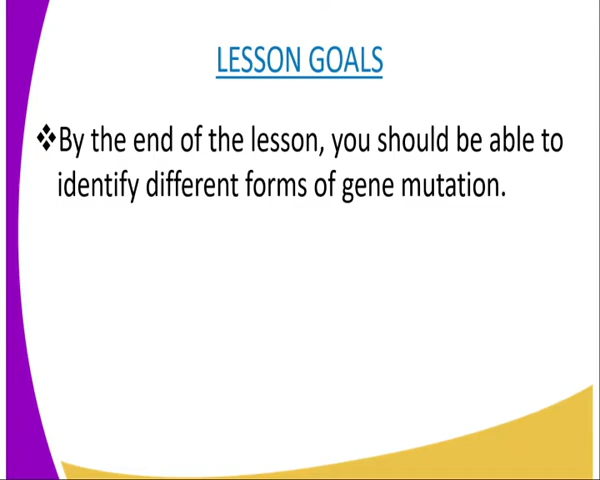 LESSON GOALS
❖By the end of the lesson, you should be able to
identify different forms of gene mutation.